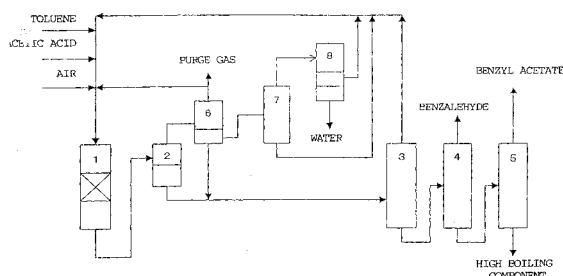 TOLUENE
ACETIC ACID
AIR
PURGE GAS
BENZYL ACETATE
BENZALEHYDE
WATER
1
2
6
7
8
3
4
5
HIGH BOILING
COMPONENT